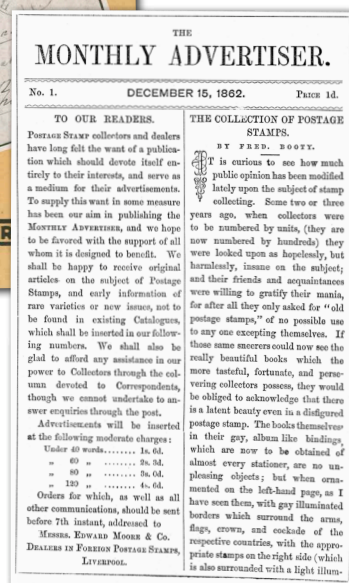 THE
MONTHLY ADVERTISER.
No. 1.
DECEMBER 15, 1862.
PRICE 1d.
TO OUR READERS.
POSTAGE STAMP collectors and dealers
have long felt the want of a publica-
tion which should devote itself en-
tirely to their interests, and serve as
a medium for their advertisements.
To supply this want in some measure
has been our aim in publishing the
MONTHLY ADVERTISER, and we hope
to be favored with the support of all
whom it is designed to benefit. We
shall be happy to receive original
articles on the subject of Postage
Stamps, and early information of
rare varieties or new issues, not to
be found in existing Catalogues,
which shall be inserted in our follow-
ing numbers. We shall also be
glad to afford any assistance in our
power to Collectors through the col-
umn devoted to Correspondents,
though we cannot undertake to an-
swer enquiries through the post.
Advertisements will be inserted
at the following moderate charges:
Under 40 words........ 1s. 6d.
„ 60 „ ........ 2s. 3d.
„ 80 „ ........ 3s. 0d.
„ 120 „ ........ 4s. 6d.
Orders for which, as well as all
other communications, should be sent
before 7th instant, addressed to
MESSRS. EDWARD MOORE & CO.
DEALERS IN FOREIGN POSTAGE STAMPS,
LIVERPOOL.
THE COLLECTION OF POSTAGE
STAMPS.
BY FRED. BOOTY.
IT is curious to see how much
public opinion has been modified
lately upon the subject of stamp
collecting. Some two or three
years ago, when collectors were
to be numbered by units, (they are
now numbered by hundreds) they
were looked upon as hopelessly, but
harmlessly, insane on the subject;
and their friends and acquaintances
were willing to gratify their mania,
for after all they only asked for "old
postage stamps," of no possible use
to any one excepting themselves. If
those same sneerers could now see the
really beautiful books which the
more tasteful, fortunate, and perse-
vering collectors possess, they would
be obliged to acknowledge that there
is a latent beauty even in a disfigured
postage stamp. The books themselves
in their gay, album like bindings,
which are now to be obtained of
almost every stationer, are no un-
pleasing objects; but when orna-
mented on the left-hand page, as I
have seen them, with gay illuminated
borders which surround the arms,
flags, crown, and cockade of the
respective countries, with the appro-
priate stamps on the right side (which
is also surrounded with a light illum-